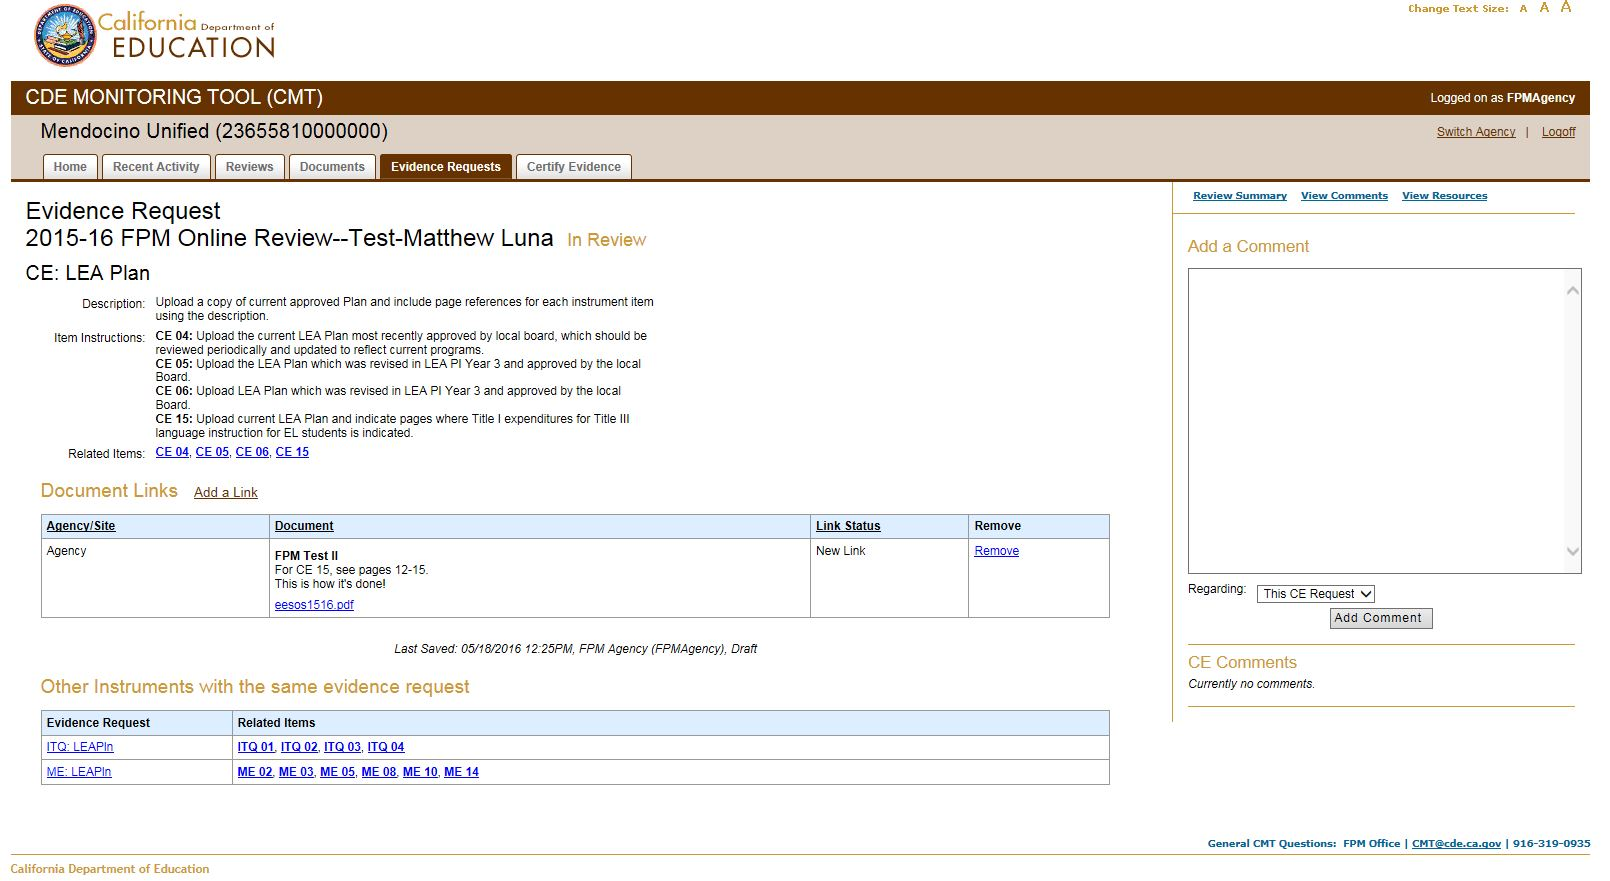 California Department of
EDUCATION
Change Text Size: A A A
CDE MONITORING TOOL (CMT)
Logged on as FPMAgency
Mendocino Unified (23655810000000)
Switch Agency | Logoff
Home Recent Activity Reviews Documents Evidence Requests Certify Evidence
Evidence Request
2015-16 FPM Online Review--Test-Matthew Luna In Review
CE: LEA Plan
Description: Upload a copy of current approved Plan and include page references for each instrument item
using the description.
Item Instructions: CE 04: Upload the current LEA Plan most recently approved by local board, which should be
reviewed periodically and updated to reflect current programs.
CE 05: Upload the LEA Plan which was revised in LEA PI Year 3 and approved by the local
Board.
CE 06: Upload LEA Plan which was revised in LEA PI Year 3 and approved by the local
Board.
CE 15: Upload current LEA Plan and indicate pages where Title I expenditures for Title III
language instruction for EL students is indicated.
Related Items: CE 04, CE 05, CE 06, CE 15
Document Links Add a Link
Agency/Site Document Link Status Remove
Agency FPM Test II New Link Remove
For CE 15, see pages 12-15.
This is how it's done!
eesos1516.pdf
Last Saved: 05/18/2016 12:25PM, FPM Agency (FPMAgency), Draft
Other Instruments with the same evidence request
Evidence Request Related Items
ITQ: LEAPln ITQ 01, ITQ 02, ITQ 03, ITQ 04
ME: LEAPln ME 02, ME 03, ME 05, ME 08, ME 10, ME 14
Review Summary View Comments View Resources
Add a Comment
Regarding: This CE Request
Add Comment
CE Comments
Currently no comments.
General CMT Questions: FPM Office | CMT@cde.ca.gov | 916-319-0935
California Department of Education